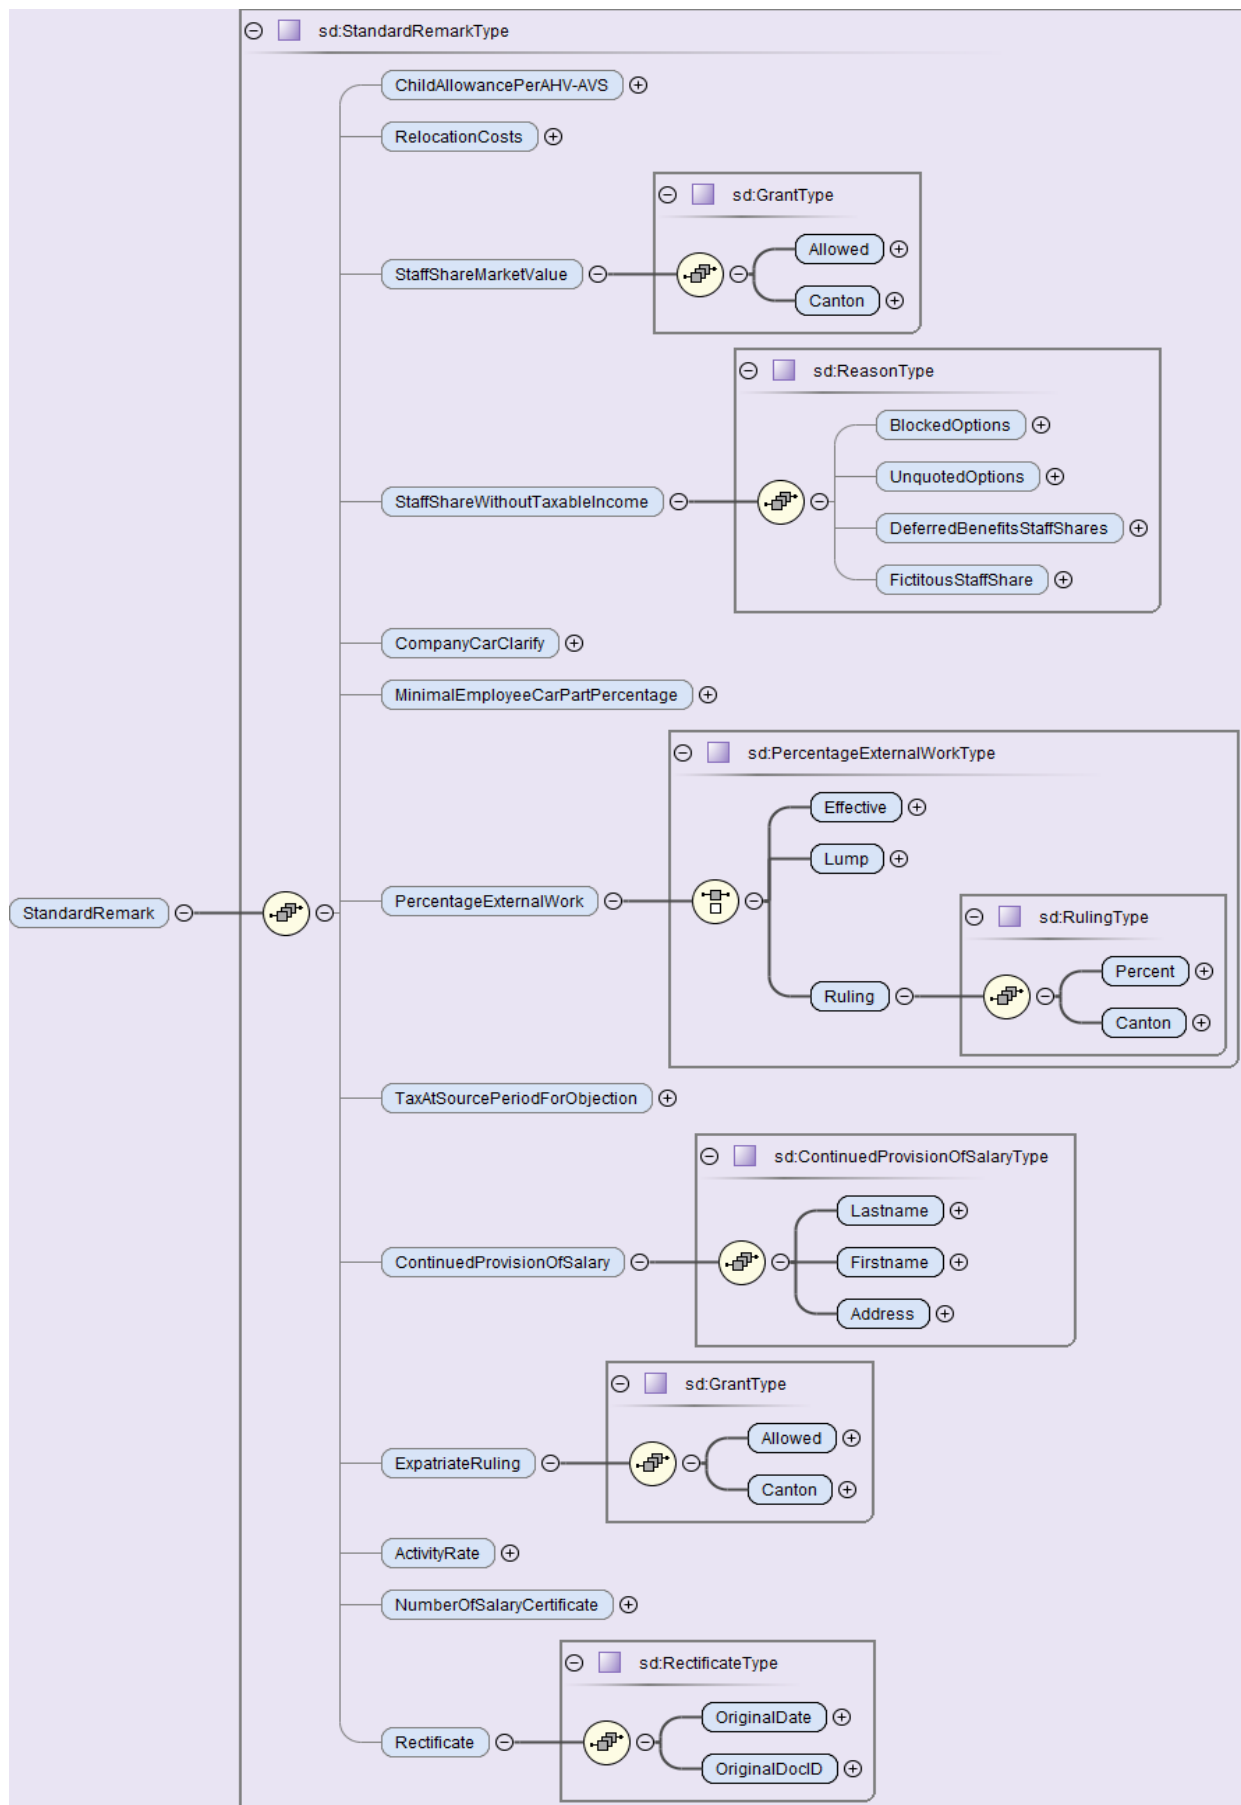 sd:StandardRemarkType
ChildAllowancePerAHV-AVS
RelocationCosts
sd:GrantType
Allowed
StaffShareMarketValue
Canton
sd:ReasonType
BlockedOptions
UnquotedOptions
StaffShareWithoutTaxableIncome
DeferredBenefitsStaffShares
FictitousStaffShare
CompanyCarClarify
MinimalEmployeeCarPartPercentage
sd:PercentageExternalWorkType
Effective
Lump
PercentageExternalWork
StandardRemark
sd:RulingType
Percent
Ruling
Canton
TaxAtSourcePeriodForObjection
sd:ContinuedProvisionOfSalaryType
Lastname
ContinuedProvisionOfSalary
Firstname
Address
sd:GrantType
Allowed
ExpatriateRuling
Canton
ActivityRate
NumberOfSalaryCertificate
sd:RectificateType
OriginalDate
Rectificate
OriginalDocID